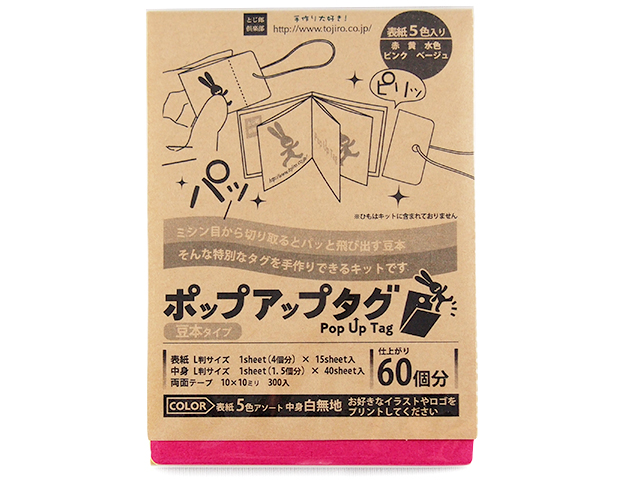 とじ郎
倶楽部
手作り大好き!
http://www.tojiro.co.jp/
表紙5色入り
赤 黄 水色
ピンク ベージュ
ピリッ
パッ
Pop Up Tag
http://www.tojiro.co.jp
※ひもはキットに含まれておりません
ミシン目から切り取るとパッと飛び出す豆本
そんな特別なタグを手作りできるキットです
ポップアップタグ
Pop Up Tag
豆本タイプ
表紙 L判サイズ 1sheet(4個分) × 15sheet入
中身 L判サイズ 1sheet(1.5個分) × 40sheet入
両面テープ 10×10ミリ 300入
仕上がり
60個分
COLOR 表紙5色アソート 中身白無地
お好きなイラストやロゴを
プリントしてください